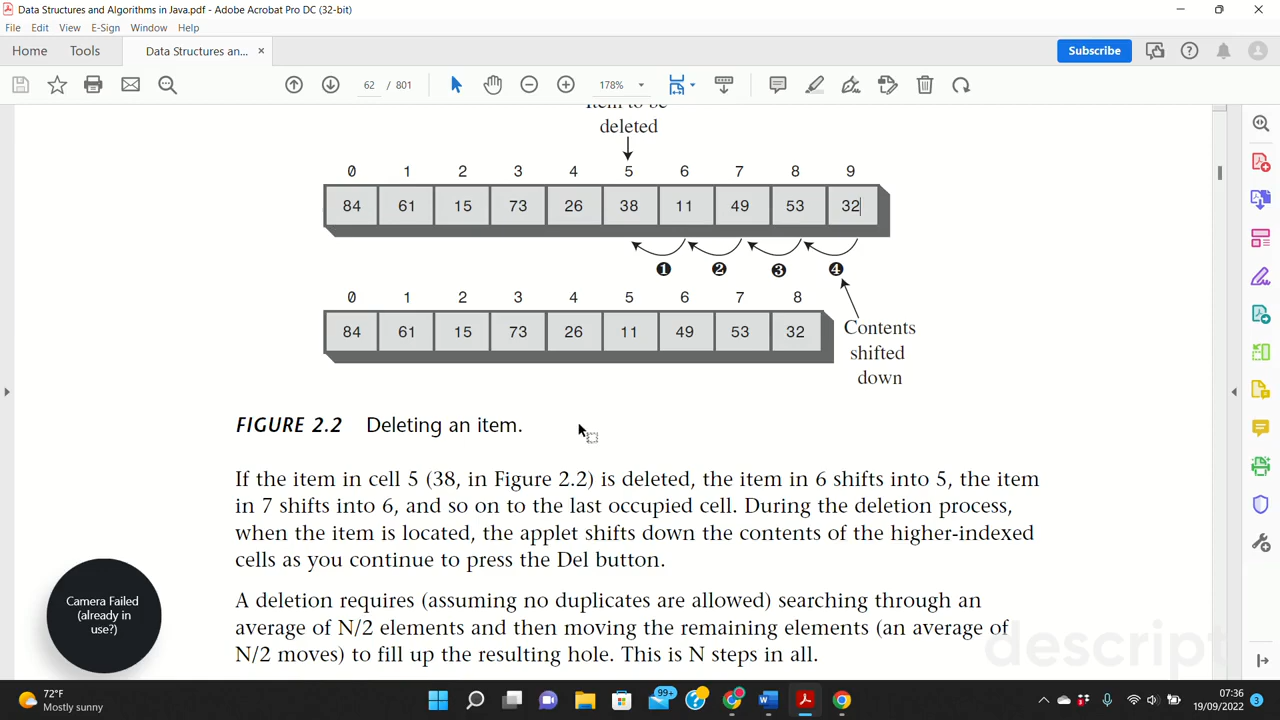 Data Structures and Algorithms in Java.pdf - Adobe Acrobat Pro DC (32-bit)
File Edit View E-Sign Window Help
Home Tools Data Structures an... × Subscribe
62 / 801 178%
Item to be
deleted
0 1 2 3 4 5 6 7 8 9
84 61 15 73 26 38 11 49 53 32
❶ ❷ ❸ ❹
0 1 2 3 4 5 6 7 8
84 61 15 73 26 11 49 53 32
Contents
shifted
down
FIGURE 2.2 Deleting an item.
If the item in cell 5 (38, in Figure 2.2) is deleted, the item in 6 shifts into 5, the item
in 7 shifts into 6, and so on to the last occupied cell. During the deletion process,
when the item is located, the applet shifts down the contents of the higher-indexed
cells as you continue to press the Del button.
Camera Failed
(already in
use?)
A deletion requires (assuming no duplicates are allowed) searching through an
average of N/2 elements and then moving the remaining elements (an average of
N/2 moves) to fill up the resulting hole. This is N steps in all.
descript
72°F
Mostly sunny
99+
07:36
19/09/2022
3